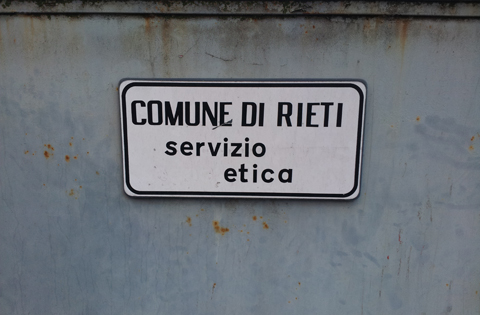 COMUNE DI RIETI
servizio
etica